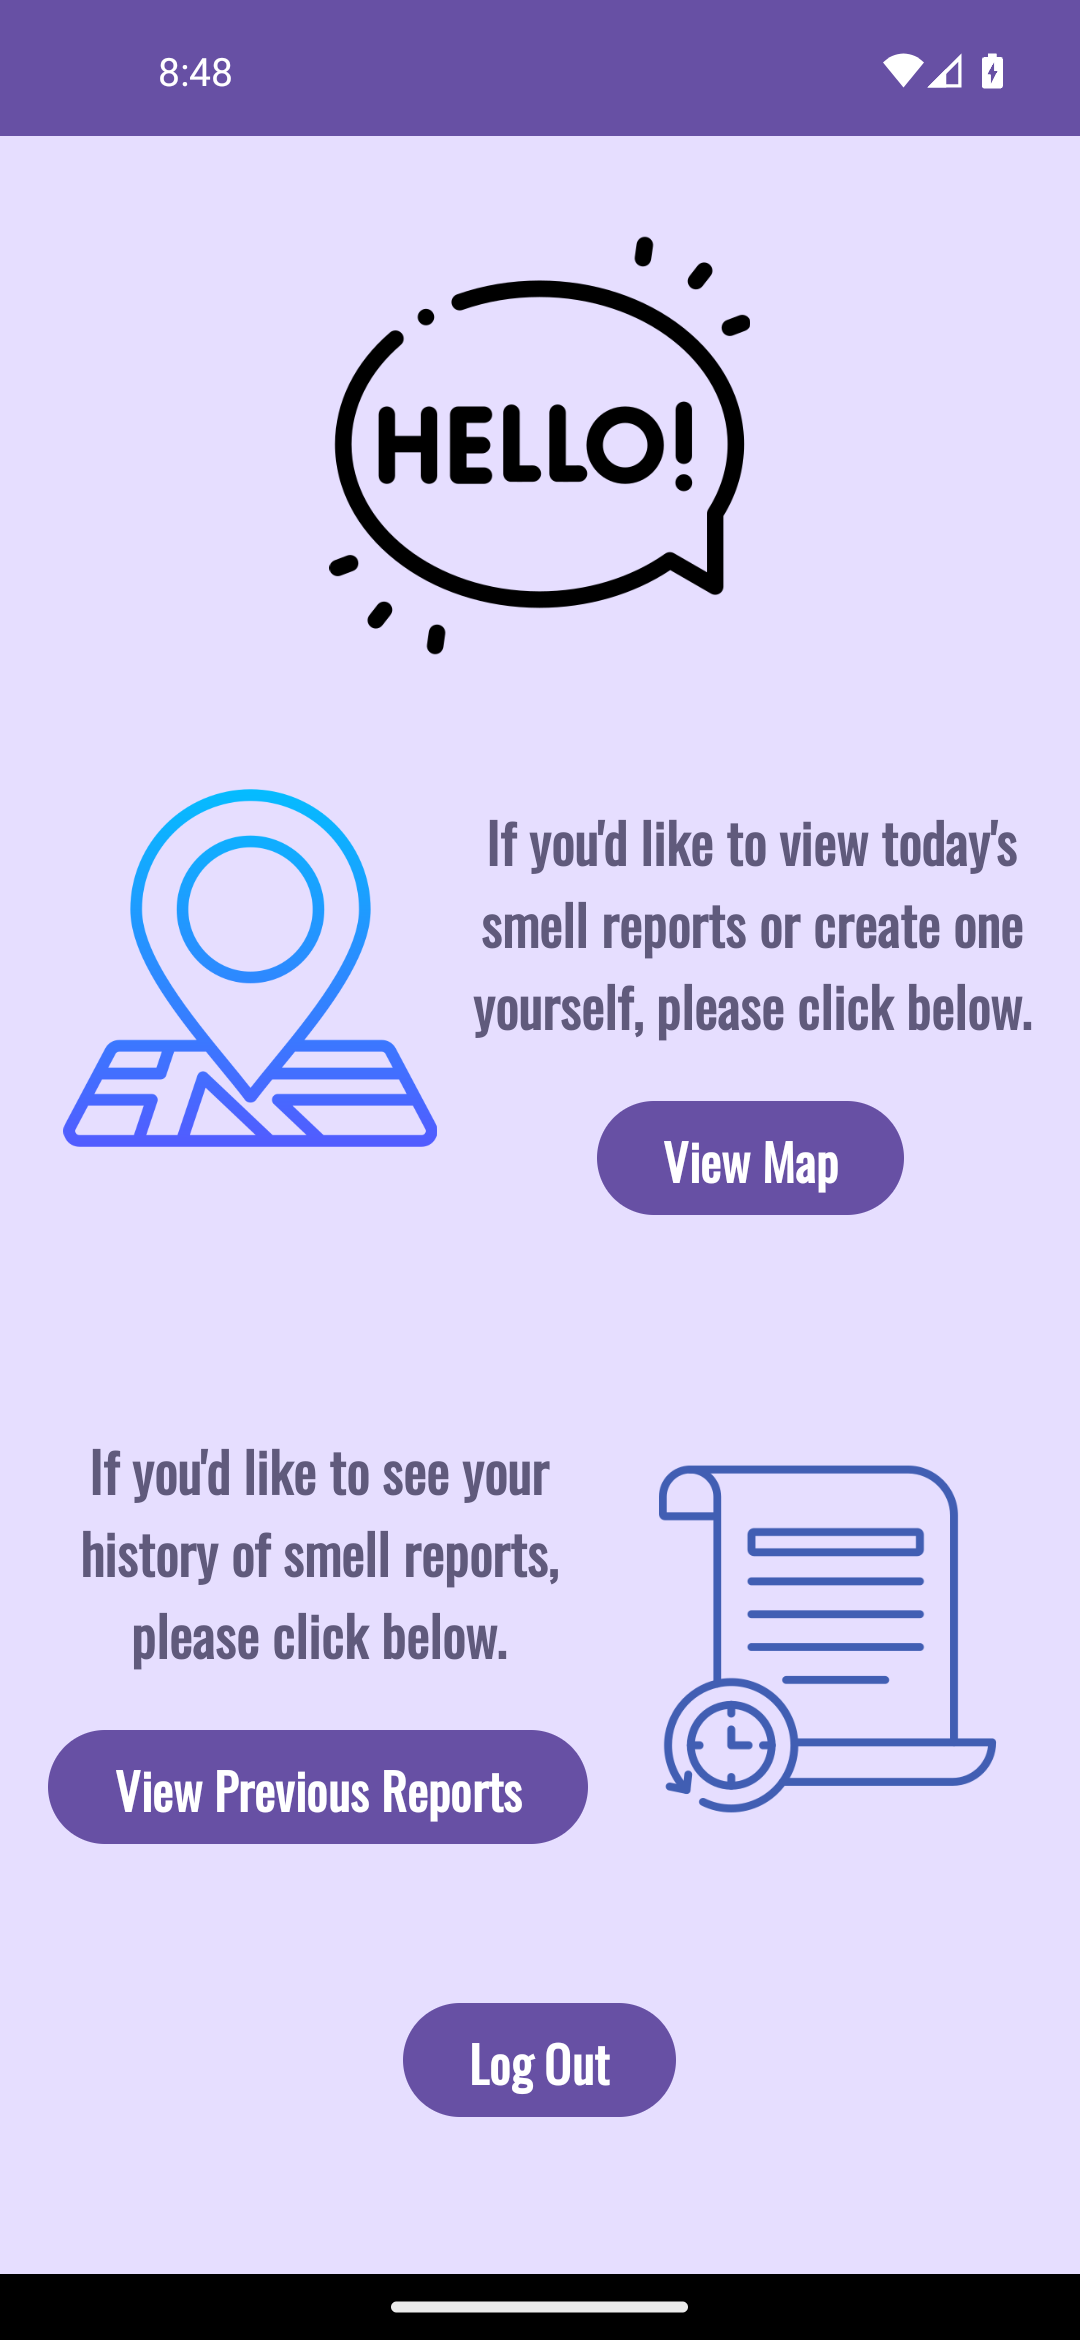 8:48
HELLO!
If you'd like to view today's
smell reports or create one
yourself, please click below.
View Map
If you'd like to see your
history of smell reports,
please click below.
View Previous Reports
Log Out